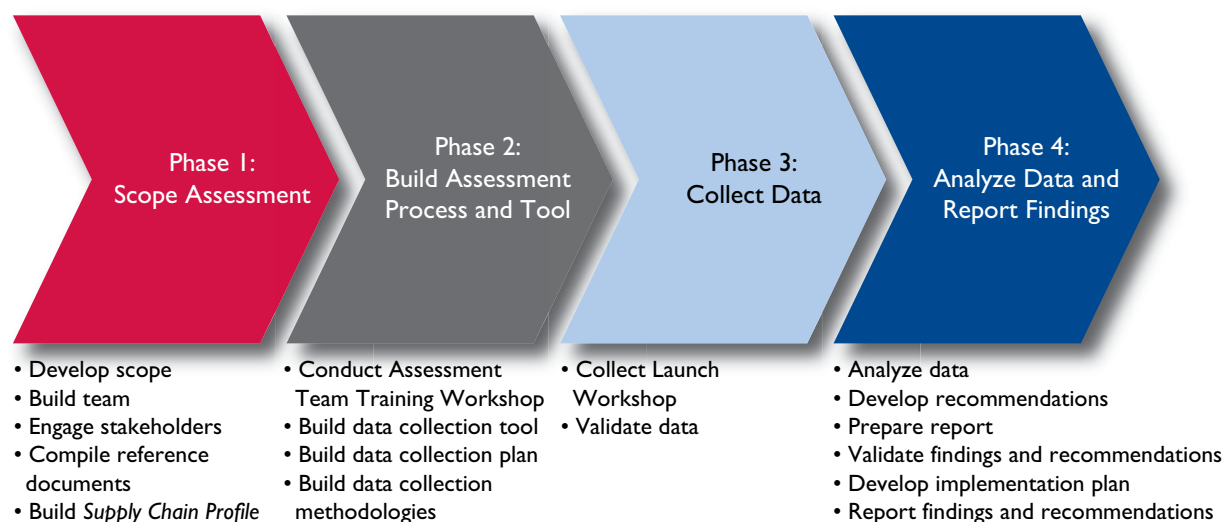 Phase 1:
Scope Assessment
Phase 2:
Build Assessment
Process and Tool
Phase 3:
Collect Data
Phase 4:
Analyze Data and
Report Findings
• Develop scope
• Build team
• Engage stakeholders
• Compile reference
documents
• Build Supply Chain Profile
• Conduct Assessment
Team Training Workshop
• Build data collection tool
• Build data collection plan
• Build data collection
methodologies
• Collect Launch
Workshop
• Validate data
• Analyze data
• Develop recommendations
• Prepare report
• Validate findings and recommendations
• Develop implementation plan
• Report findings and recommendations